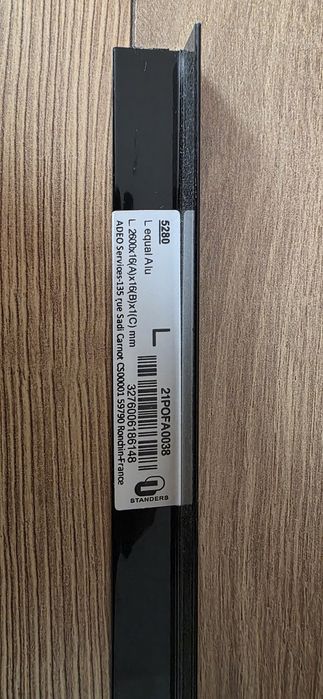 5280
L equal Alu
L. 2600x16(A)x16(B)x1(C) mm
ADEO Services-135 rue Sadi Carnot CS00001 59790 Ronchin-France
L
21POFA0038
3276006186148
STANDERS